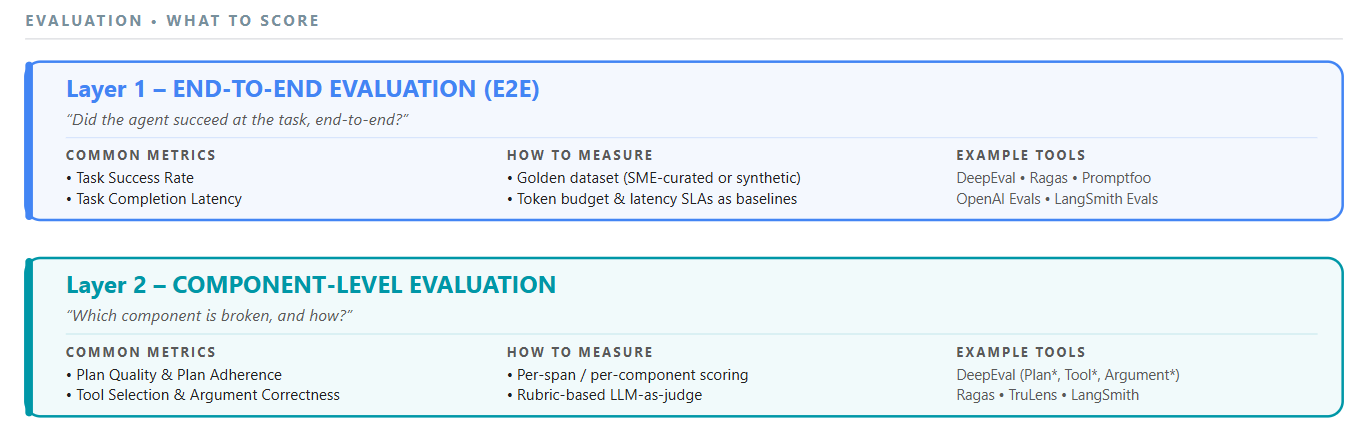 EVALUATION • WHAT TO SCORE
Layer 1 – END-TO-END EVALUATION (E2E)
“Did the agent succeed at the task, end-to-end?”
COMMON METRICS
• Task Success Rate
• Task Completion Latency
HOW TO MEASURE
• Golden dataset (SME-curated or synthetic)
• Token budget & latency SLAs as baselines
EXAMPLE TOOLS
DeepEval • Ragas • Promptfoo
OpenAI Evals • LangSmith Evals
Layer 2 – COMPONENT-LEVEL EVALUATION
“Which component is broken, and how?”
COMMON METRICS
• Plan Quality & Plan Adherence
• Tool Selection & Argument Correctness
HOW TO MEASURE
• Per-span / per-component scoring
• Rubric-based LLM-as-judge
EXAMPLE TOOLS
DeepEval (Plan*, Tool*, Argument*)
Ragas • TruLens • LangSmith